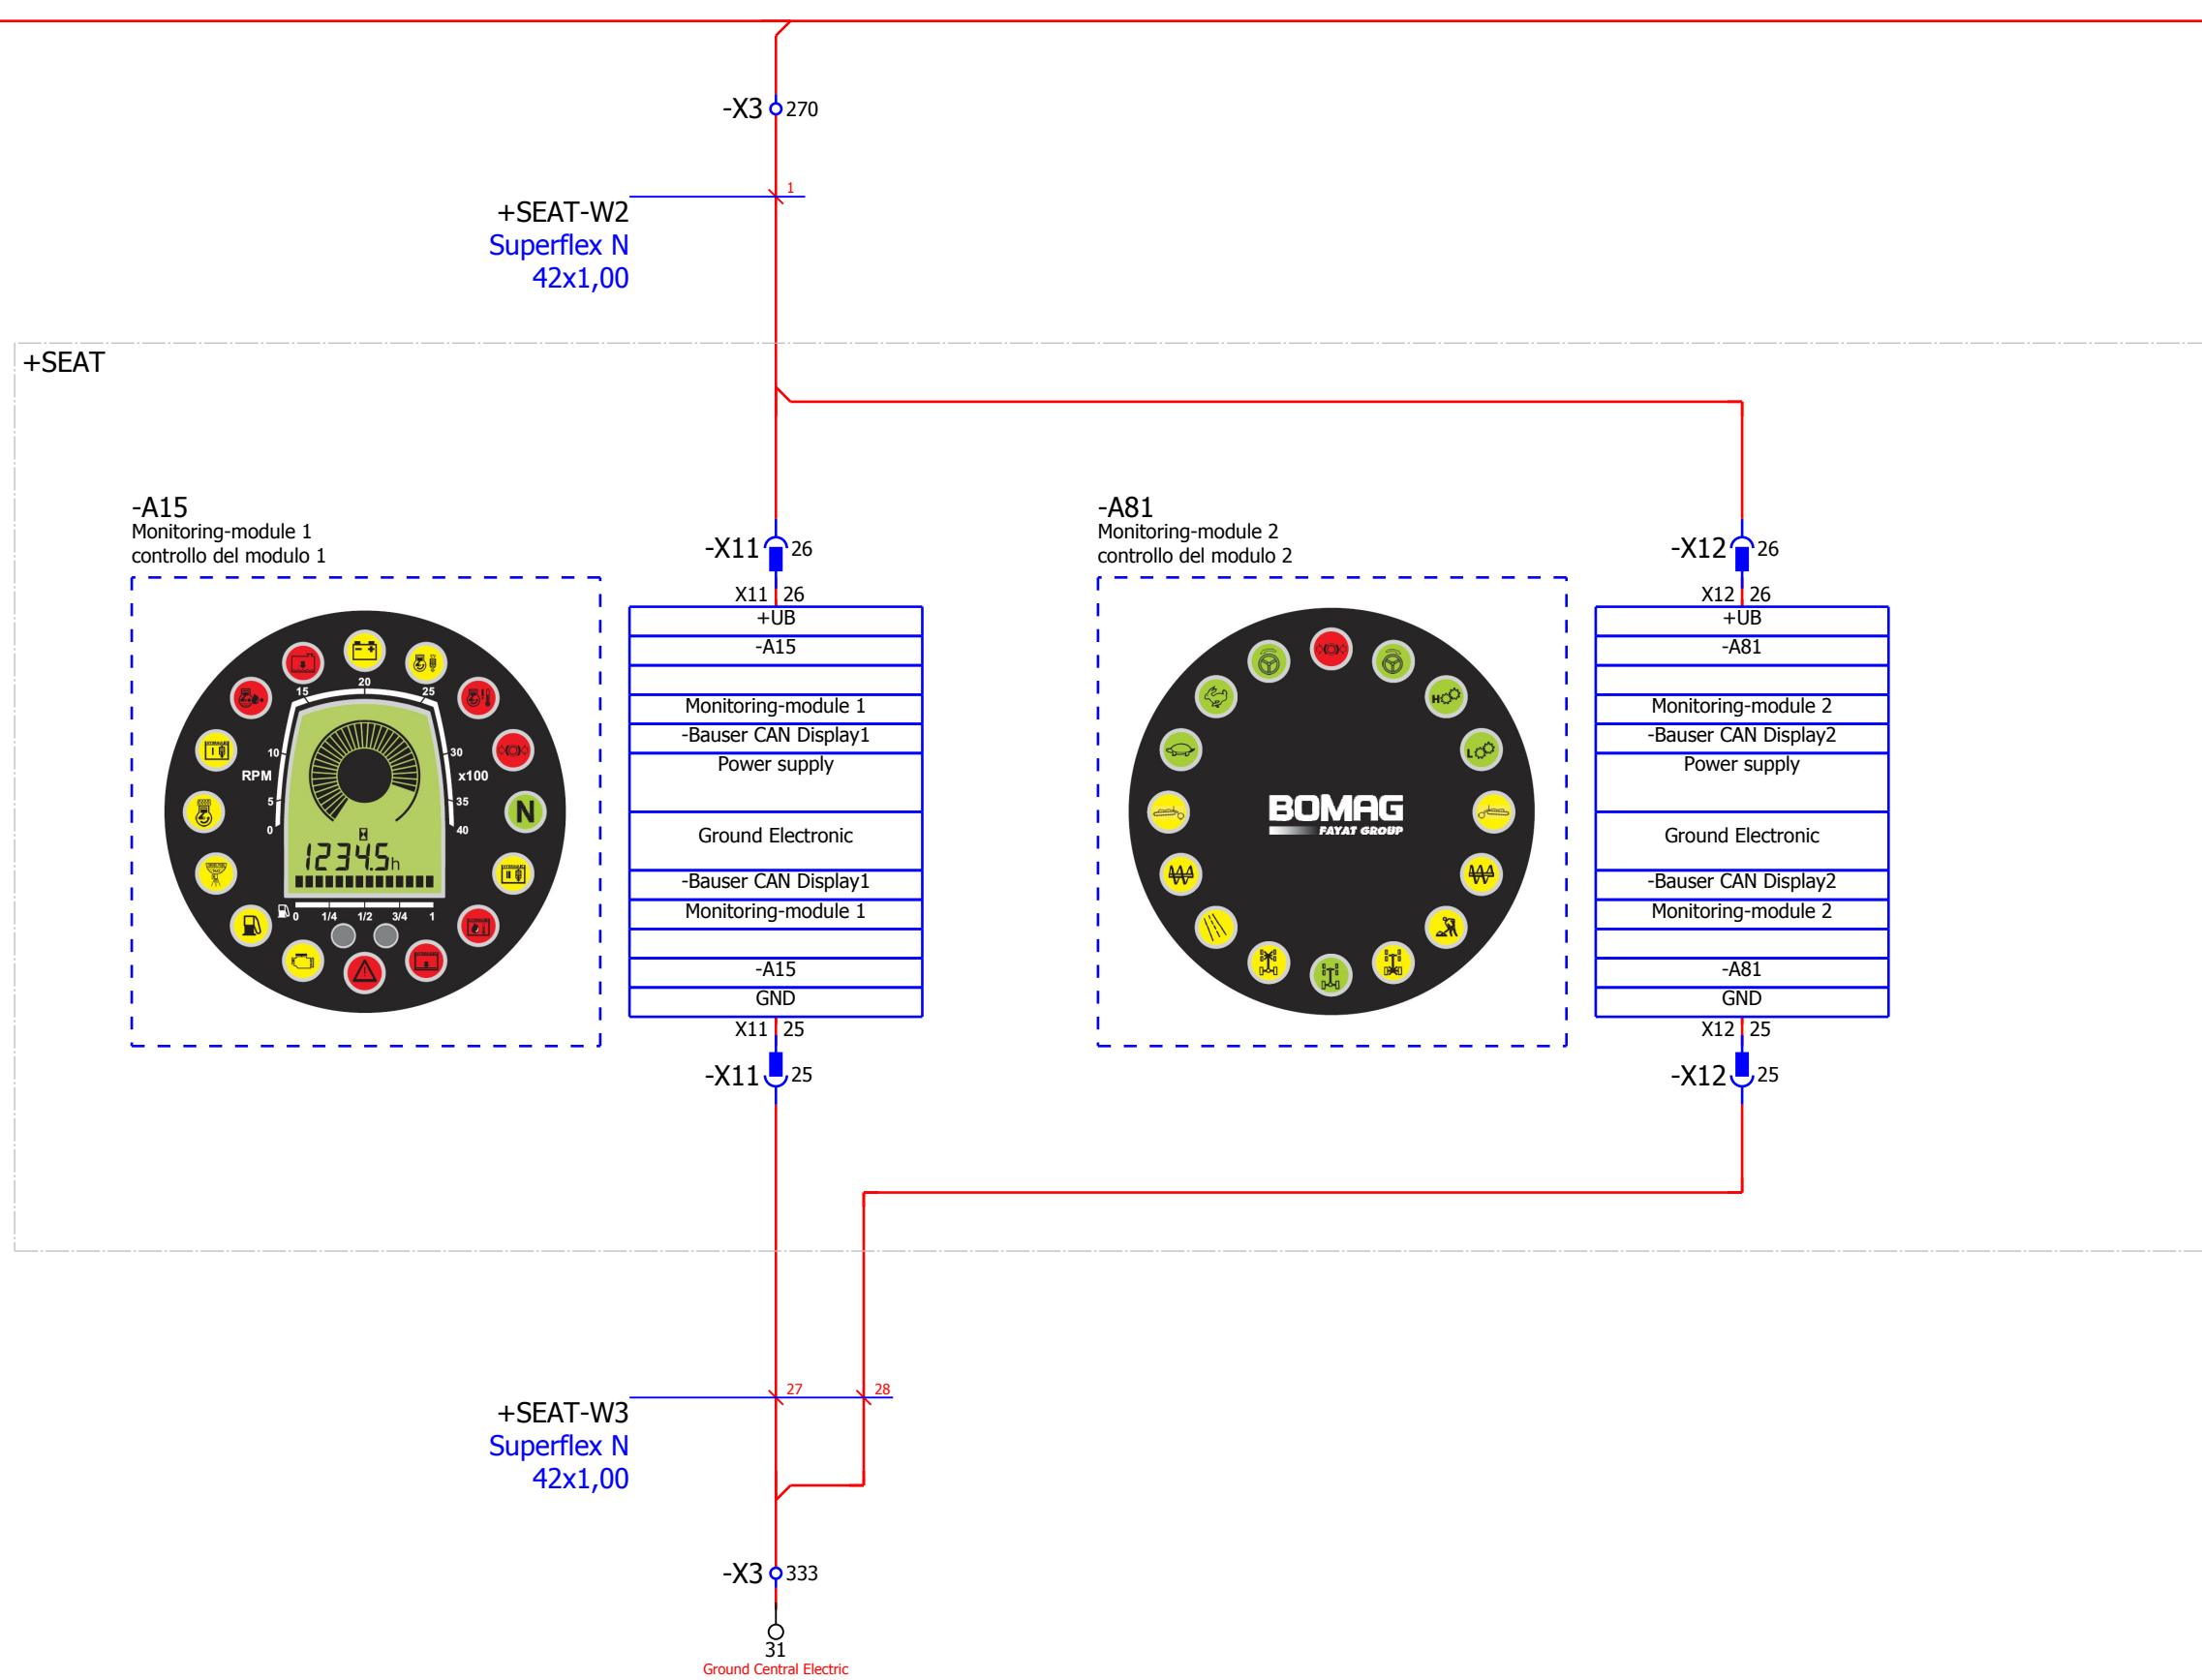 -X3 270
1
+SEAT-W2
Superflex N
42x1,00
+SEAT
-A15
Monitoring-module 1
controllo del modulo 1
-X11 26
X11 26
+UB
-A15
Monitoring-module 1
-Bauser CAN Display1
Power supply
Ground Electronic
-Bauser CAN Display1
Monitoring-module 1
-A15
GND
X11 25
-X11 25
15 20 25
10 30
RPM x100
5 35
0 40
N
1234.5h
0 1/4 1/2 3/4 1
-A81
Monitoring-module 2
controllo del modulo 2
H
L
BOMAG
FAYAT GROUP
-X12 26
X12 26
+UB
-A81
Monitoring-module 2
-Bauser CAN Display2
Power supply
Ground Electronic
-Bauser CAN Display2
Monitoring-module 2
-A81
GND
X12 25
-X12 25
27 28
+SEAT-W3
Superflex N
42x1,00
-X3 333
31
Ground Central Electric